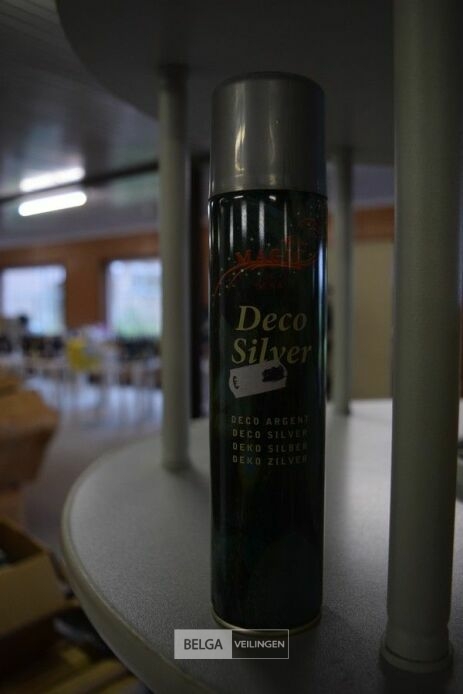 Deco
Silver
€
DECO ARGENT
DECO SILVER
DEKO SILBER
DEKO ZILVER
BELGA VEILINGEN